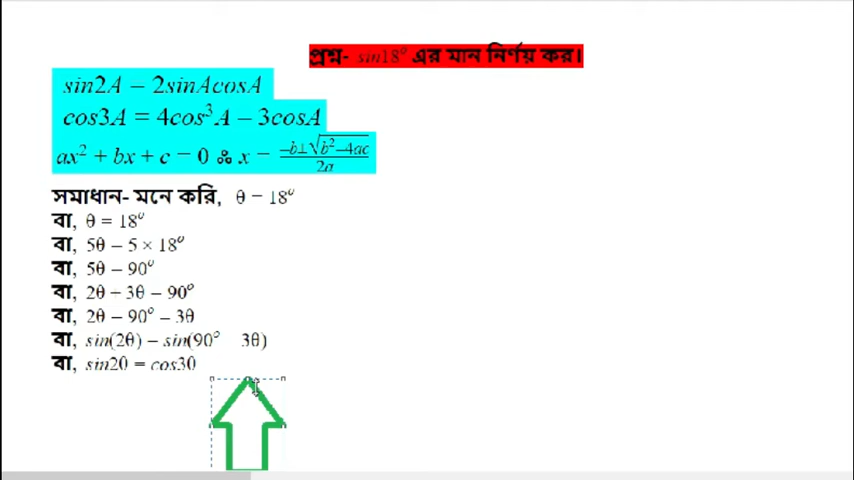 প্রশ্ন- sin18° এর মান নির্ণয় কর।
sin2A = 2sinAcosA
cos3A = 4cos³A − 3cosA
ax² + bx + c = 0 ஃ x = (−b±√(b²−4ac))/2a
সমাধান- মনে করি, θ = 18°
বা, θ = 18°
বা, 5θ = 5 × 18°
বা, 5θ = 90°
বা, 2θ + 3θ = 90°
বা, 2θ = 90° − 3θ
বা, sin(2θ) = sin(90° − 3θ)
বা, sin2θ = cos3θ